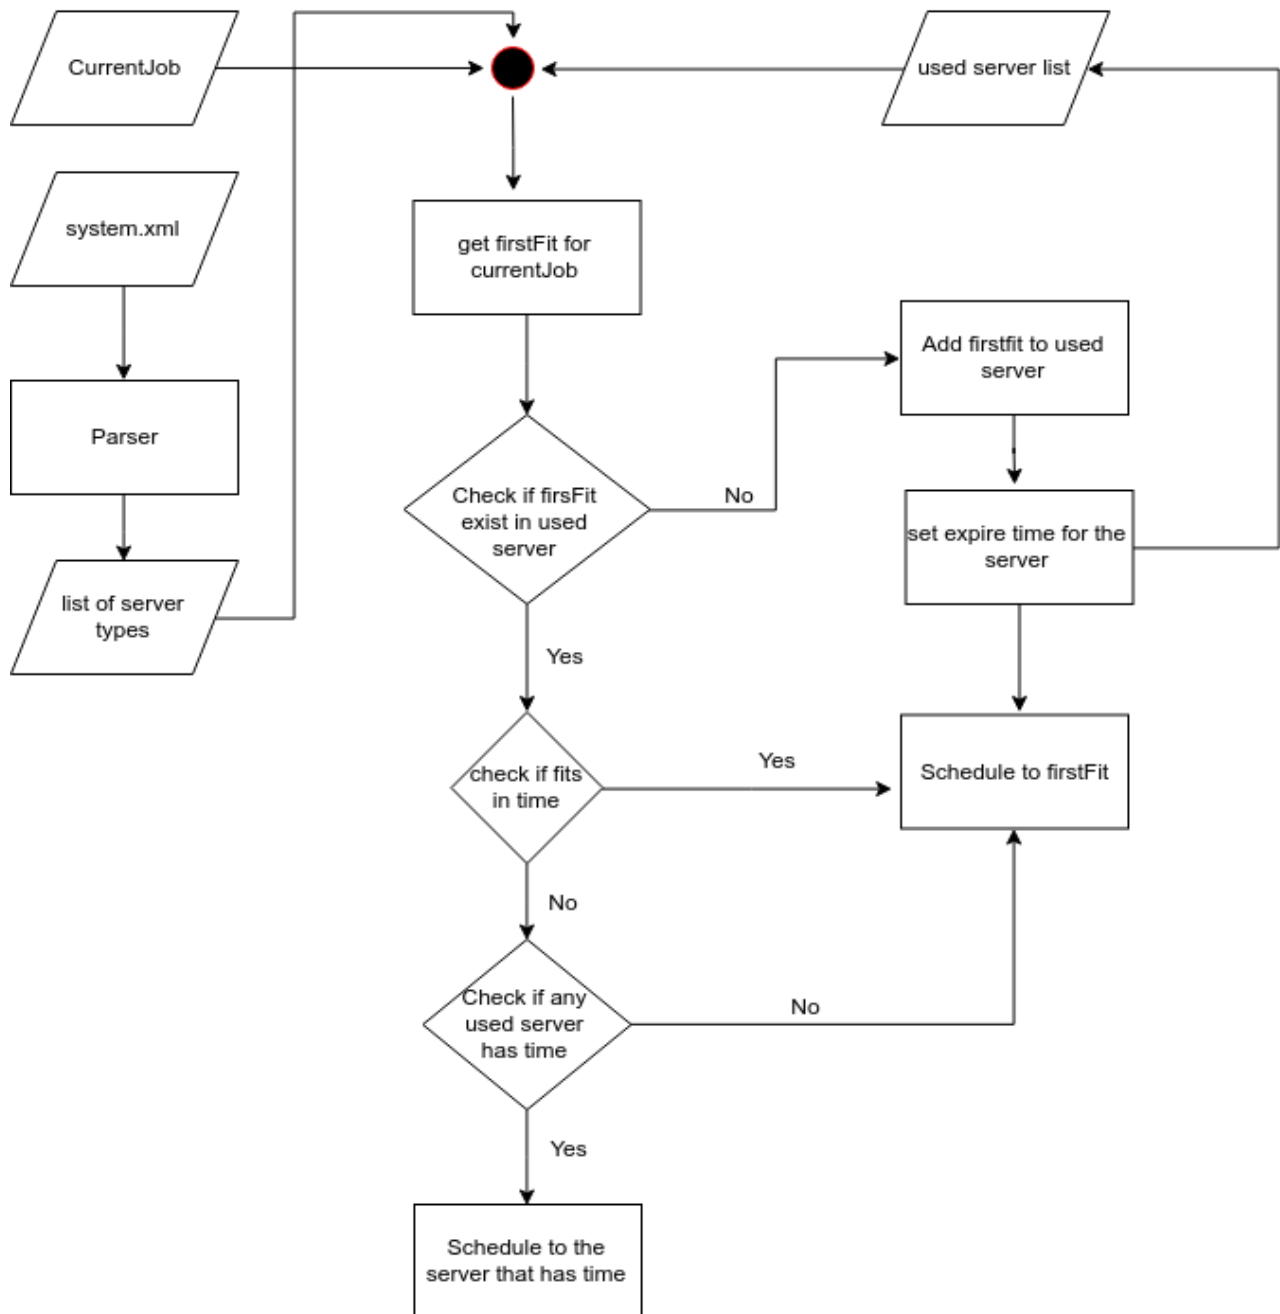 CurrentJob
used server list
system.xml
get firstFit for
currentJob
Add firstfit to used
server
Parser
Check if firsFit
exist in used
server
No
set expire time for the
server
list of server
types
Yes
check if fits
in time
Yes
Schedule to firstFit
No
Check if any
used server
has time
No
Yes
Schedule to the
server that has time